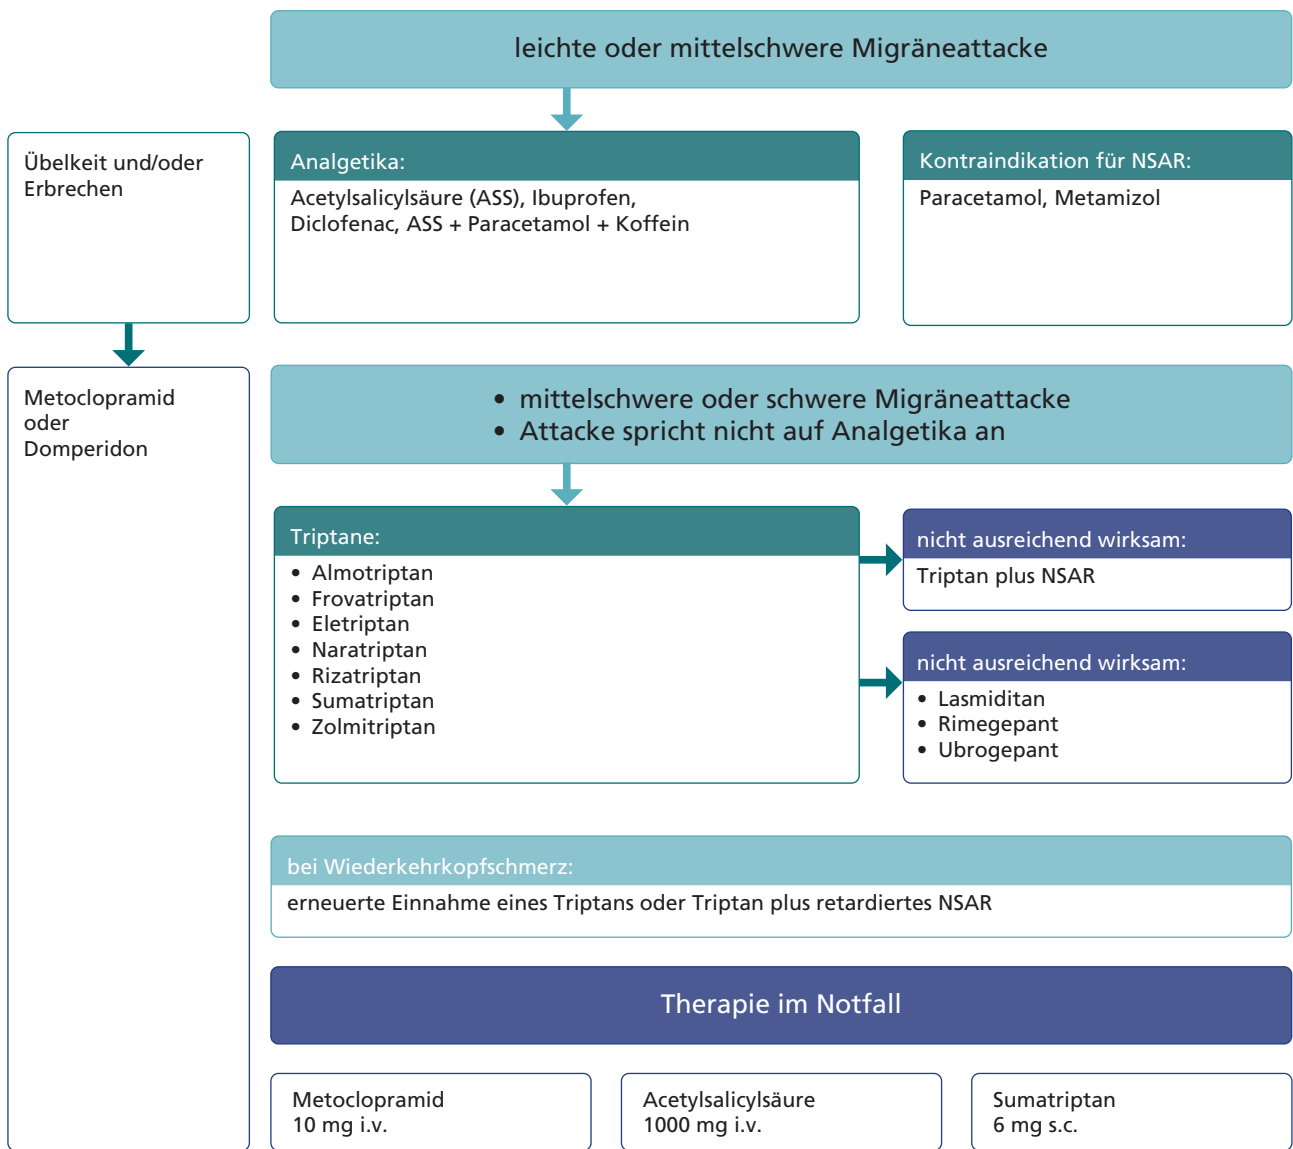 leichte oder mittelschwere Migräneattacke
Übelkeit und/oder
Erbrechen
Analgetika:
Acetylsalicylsäure (ASS), Ibuprofen,
Diclofenac, ASS + Paracetamol + Koffein
Kontraindikation für NSAR:
Paracetamol, Metamizol
Metoclopramid
oder
Domperidon
• mittelschwere oder schwere Migräneattacke
• Attacke spricht nicht auf Analgetika an
Triptane:
• Almotriptan
• Frovatriptan
• Eletriptan
• Naratriptan
• Rizatriptan
• Sumatriptan
• Zolmitriptan
nicht ausreichend wirksam:
Triptan plus NSAR
nicht ausreichend wirksam:
• Lasmiditan
• Rimegepant
• Ubrogepant
bei Wiederkehrkopfschmerz:
erneuerte Einnahme eines Triptans oder Triptan plus retardiertes NSAR
Therapie im Notfall
Metoclopramid
10 mg i.v.
Acetylsalicylsäure
1000 mg i.v.
Sumatriptan
6 mg s.c.